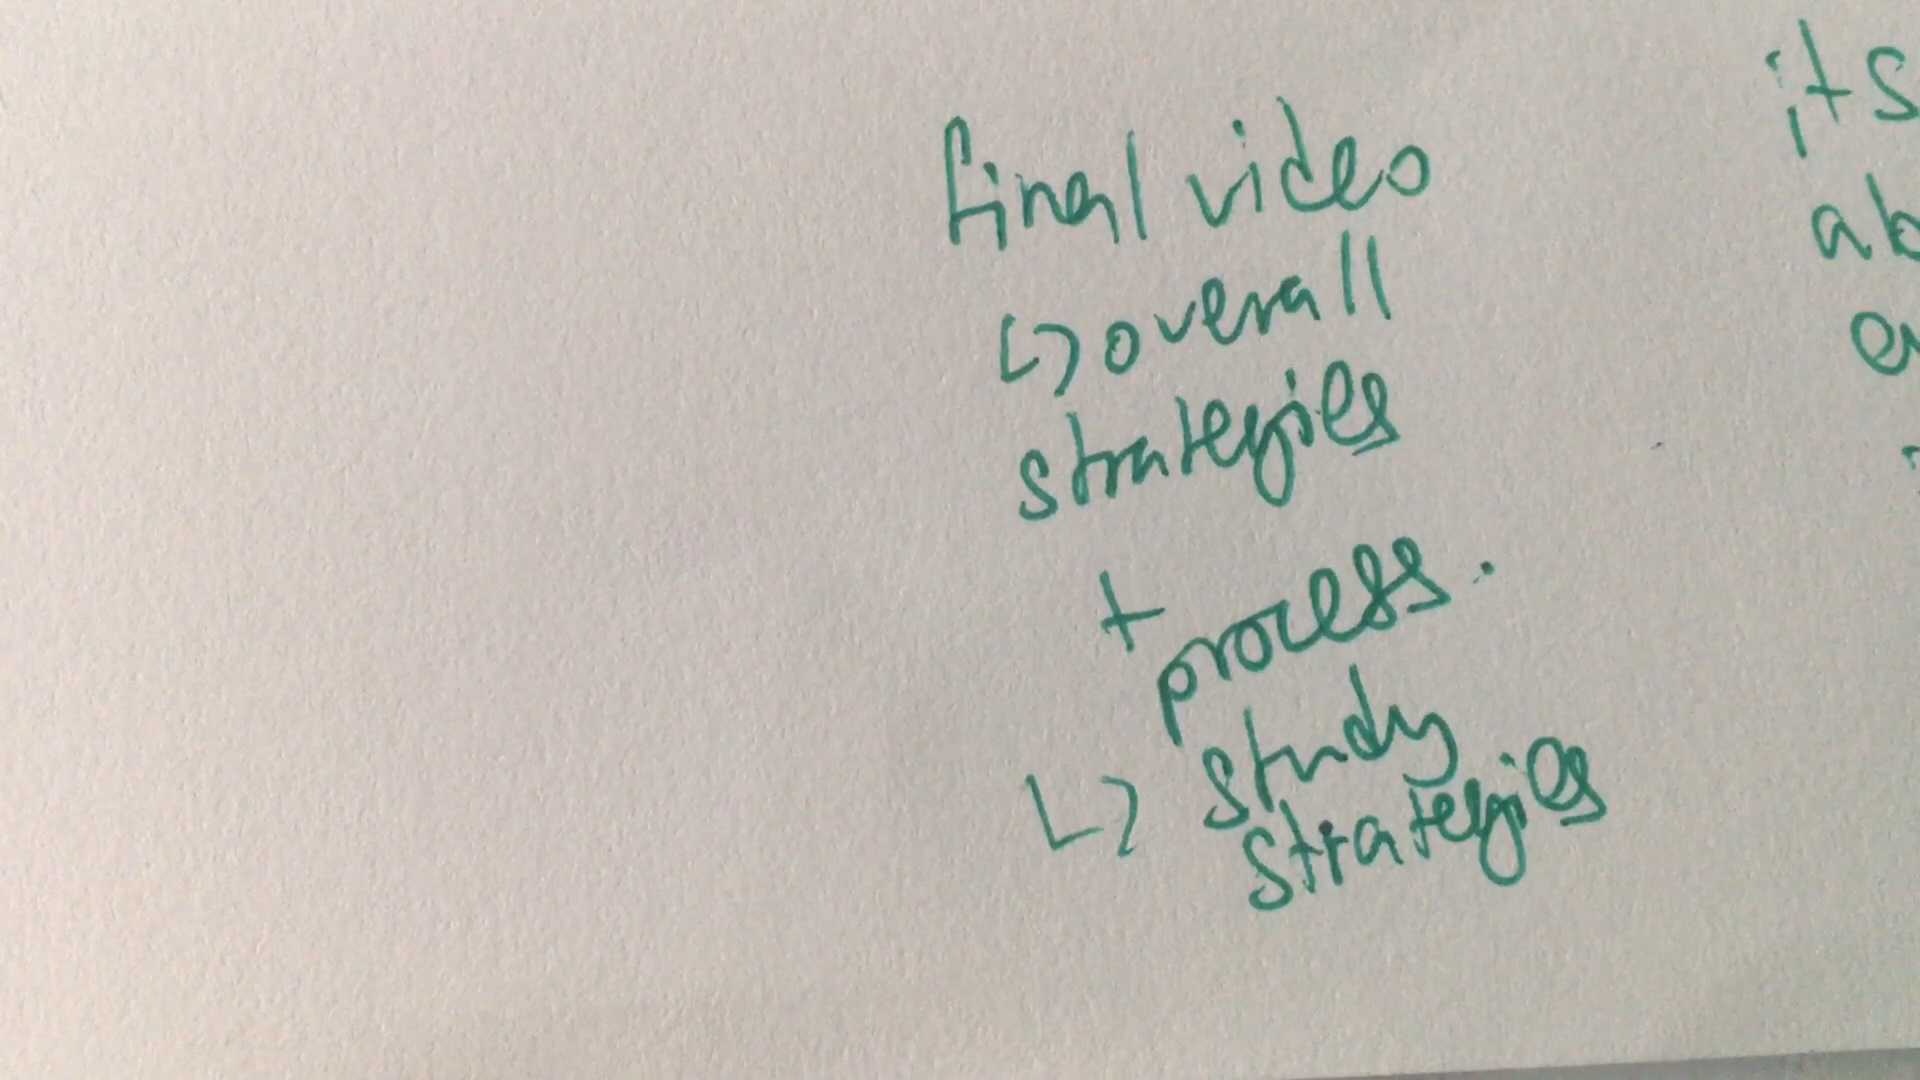 final video
↳ overall
strategies
+ process.
↳ study
strategies
its